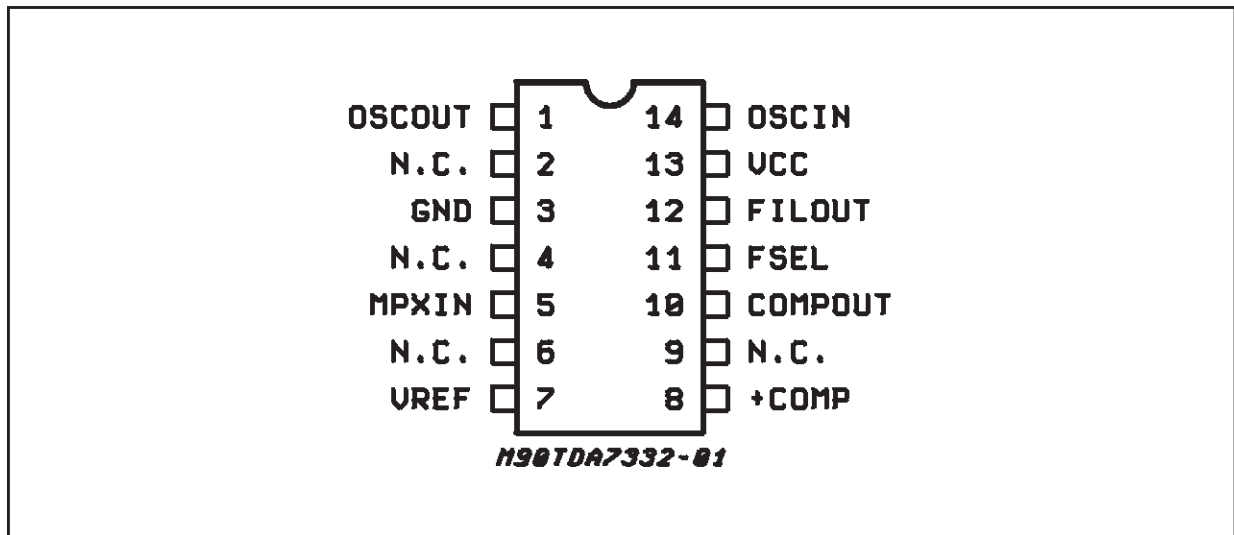 OSCOUT 1 14 OSCIN
N.C. 2 13 VCC
GND 3 12 FILOUT
N.C. 4 11 FSEL
MPXIN 5 10 COMPOUT
N.C. 6 9 N.C.
VREF 7 8 +COMP
M90TDA7332-01